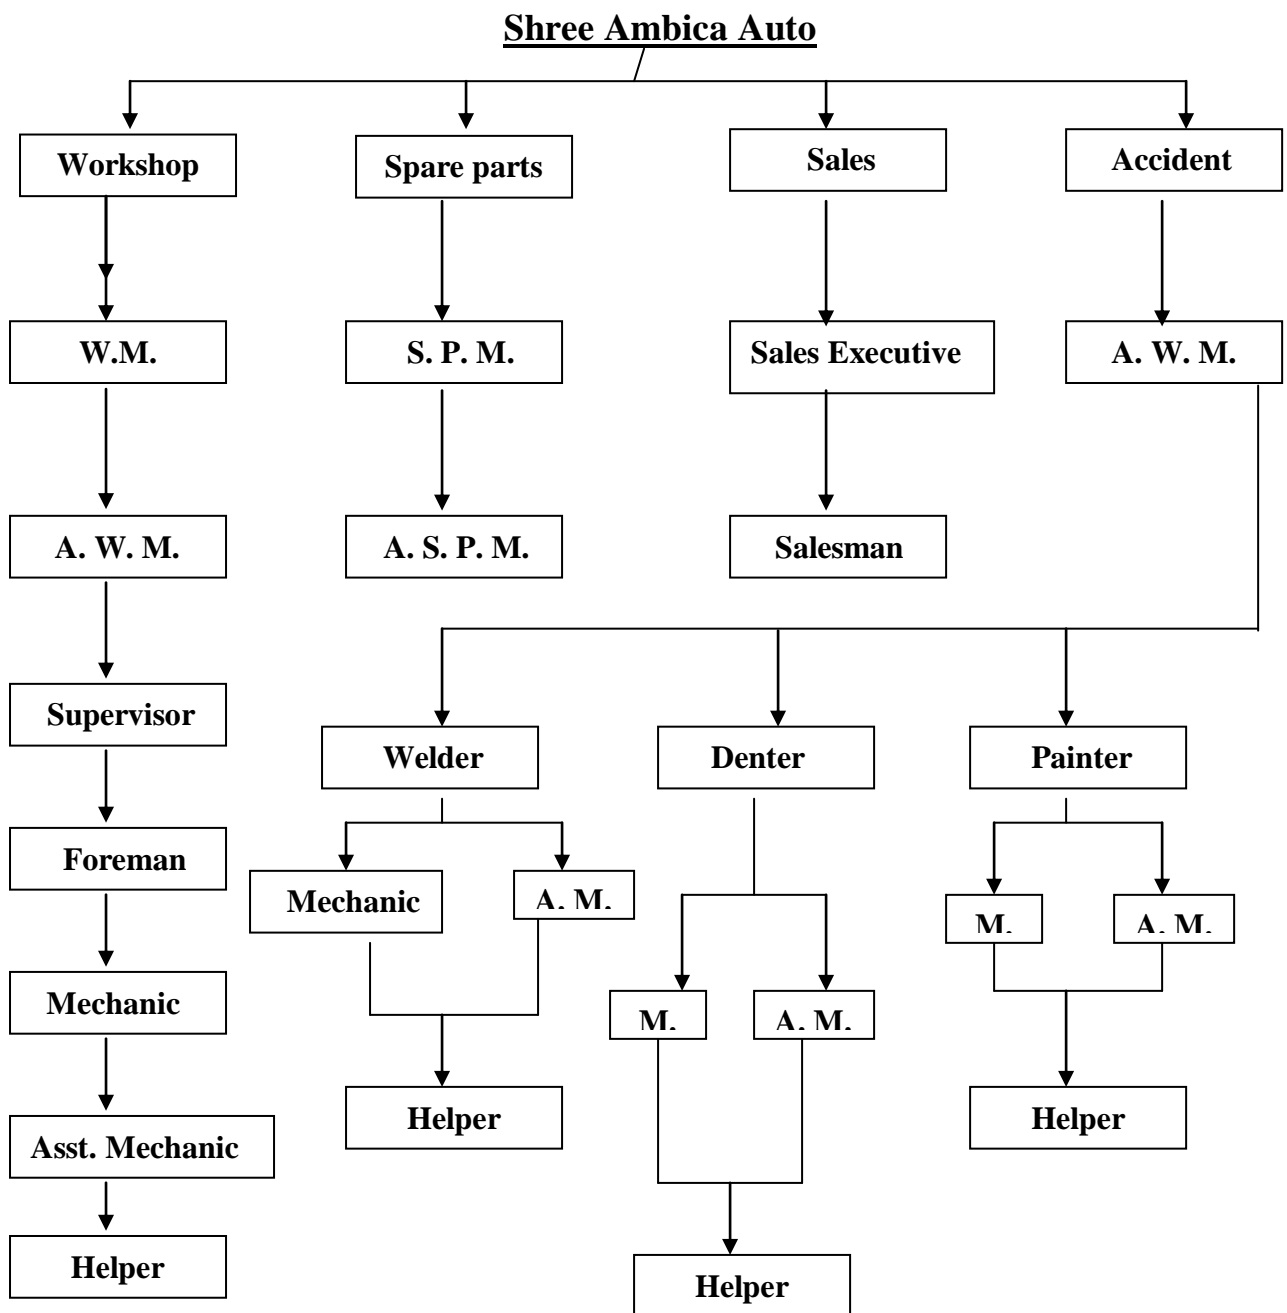 Shree Ambica Auto
Workshop
Spare parts
Sales
Accident
W.M.
S. P. M.
Sales Executive
A. W. M.
A. W. M.
A. S. P. M.
Salesman
Supervisor
Welder
Denter
Painter
Foreman
Mechanic
A. M.
M.
A. M.
Mechanic
M.
A. M.
Helper
Helper
Asst. Mechanic
Helper
Helper